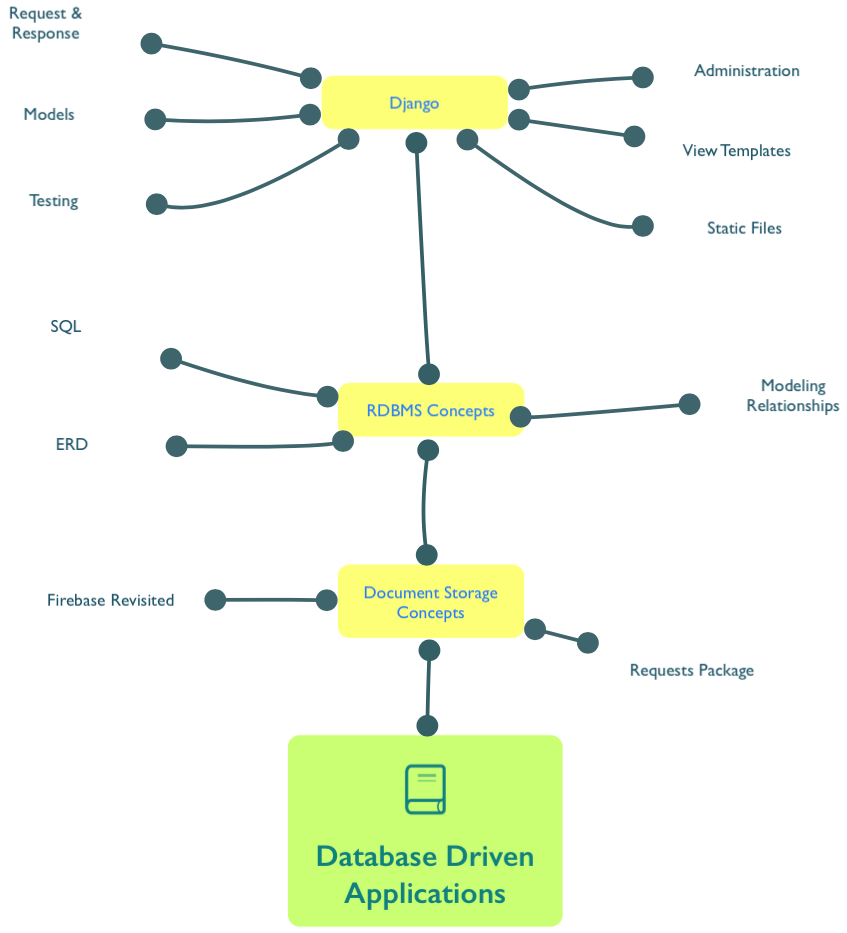 Request &
Response
Administration
Django
Models
View Templates
Testing
Static Files
SQL
Modeling
Relationships
RDBMS Concepts
ERD
Document Storage
Concepts
Firebase Revisited
Requests Package
Database Driven
Applications